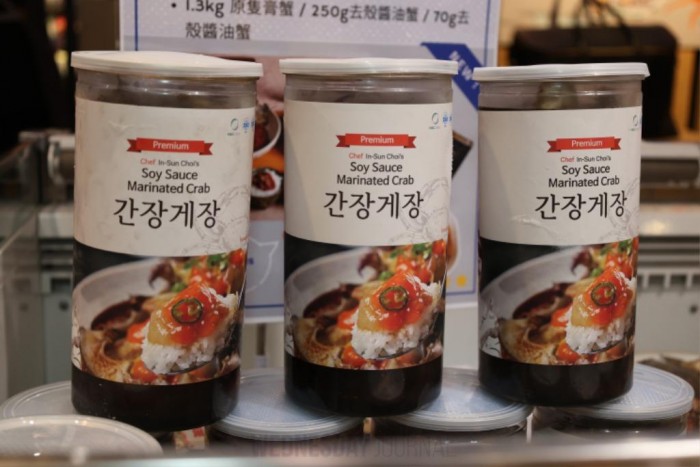 • 1.3kg 原隻膏蟹 / 250g去殼醬油蟹 / 70g去
殼醬油蟹
Premium
Chef In-Sun Choi's
Soy Sauce
Marinated Crab
간장게장
Premium
Chef In-Sun Choi's
Soy Sauce
Marinated Crab
간장게장
Premium
Chef In-Sun Choi's
Soy Sauce
Marinated Crab
간장게장
WEDNESDAY JOURNAL